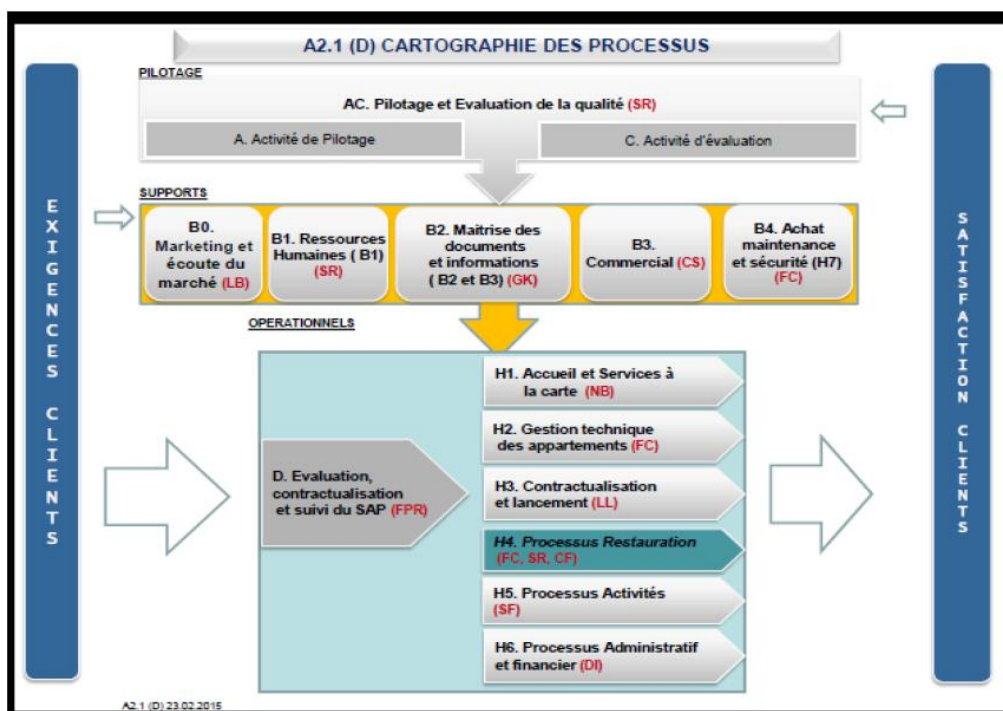 A2.1 (D) CARTOGRAPHIE DES PROCESSUS
PILOTAGE
AC. Pilotage et Evaluation de la qualité (SR)
A. Activité de Pilotage
C. Activité d'évaluation
EXIGENCES CLIENTS
SUPPORTS
B0.
Marketing et
écoute du
marché (LB)
B1. Ressources
Humaines ( B1)
(SR)
B2. Maitrise des
documents
et informations
( B2 et B3) (GK)
B3.
Commercial (CS)
B4. Achat
maintenance
et sécurité (H7)
(FC)
OPERATIONNELS
D. Evaluation,
contractualisation
et suivi du SAP (FPR)
H1. Accueil et Services à
la carte (NB)
H2. Gestion technique
des appartements (FC)
H3. Contractualisation
et lancement (LL)
H4. Processus Restauration
(FC, SR, CF)
H5. Processus Activités
(SF)
H6. Processus Administratif
et financier (DI)
SATISFACTION CLIENTS
A2.1 (D) 23.02.2015